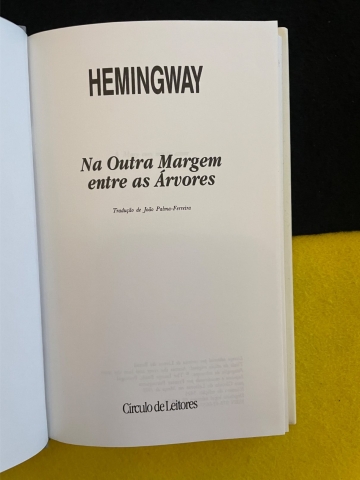 HEMINGWAY
Na Outra Margem
entre as Árvores
Tradução de João Palma-Ferreira
Círculo de Leitores